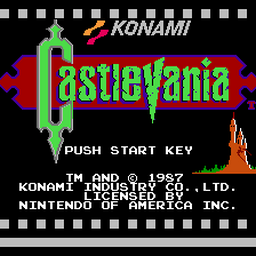 KONAMI
CastleVania
T
PUSH START KEY
TM AND © 1987
KONAMI INDUSTRY CO.,LTD.
LICENSED BY
NINTENDO OF AMERICA INC.